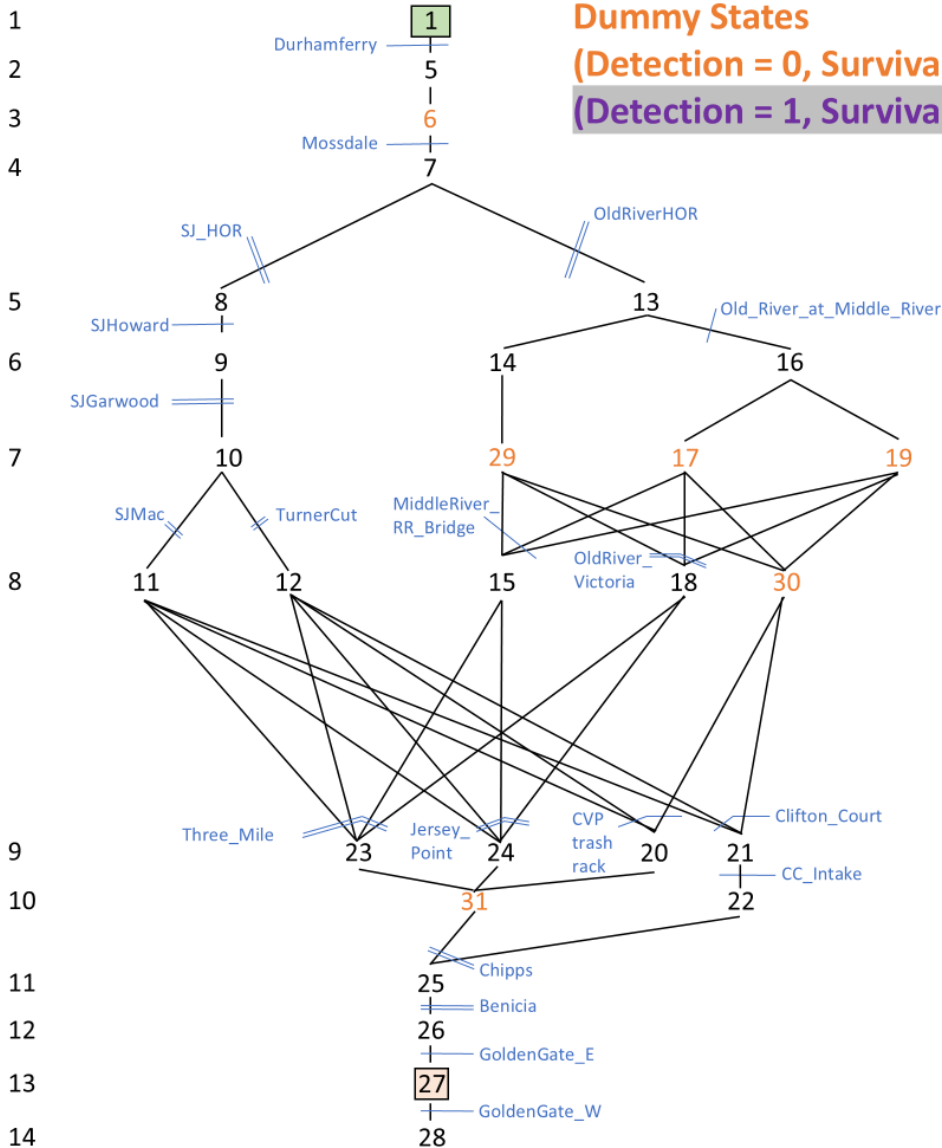 1 1 Dummy States
Durhamferry
2 5 (Detection = 0, Surviva
3 6 (Detection = 1, Surviva
Mossdale
4 7
SJ_HOR OldRiverHOR
5 8 13
SJHoward Old_River_at_Middle_River
6 9 14 16
SJGarwood
7 10 29 17 19
SJMac TurnerCut MiddleRiver_
RR_Bridge
OldRiver_
Victoria
8 11 12 15 18 30
Three_Mile Jersey_
Point
CVP
trash
rack
Clifton_Court
9 23 24 20 21
CC_Intake
10 31 22
Chipps
11 25
Benicia
12 26
GoldenGate_E
13 27
GoldenGate_W
14 28